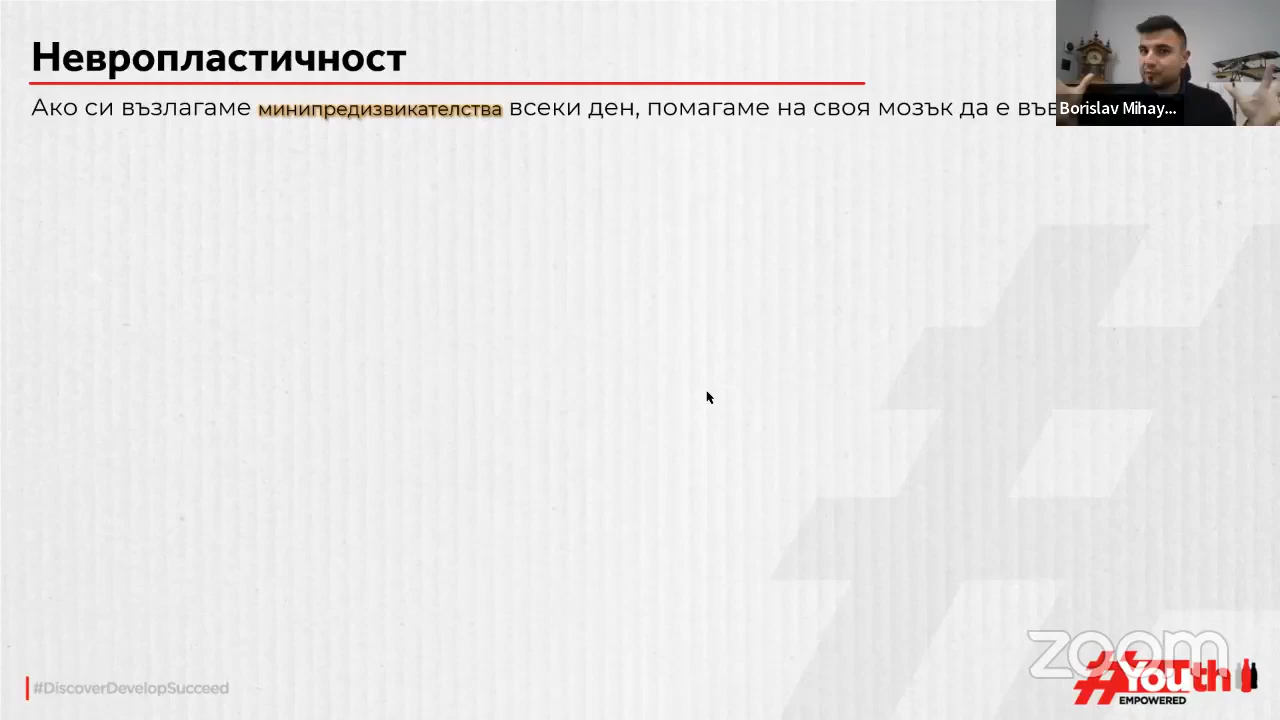 Невропластичност
Ако си възлагаме минипредизвикателства всеки ден, помагаме на своя мозък да е
Borislav Mihay...
zoom
#Youth
EMPOWERED
#DiscoverDevelopSucceed